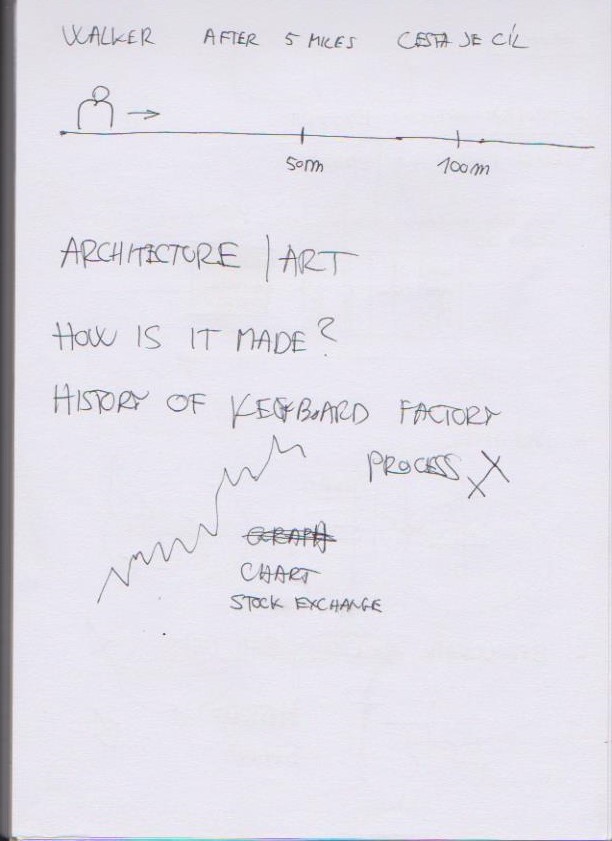 WALKER AFTER 5 MILES CESTA JE CÍL
50m 100m
ARCHITECTURE | ART
HOW IS IT MADE?
HISTORY OF KEYBOARD FACTORY
PROCESS XX
GRAPH
CHART
STOCK EXCHANGE